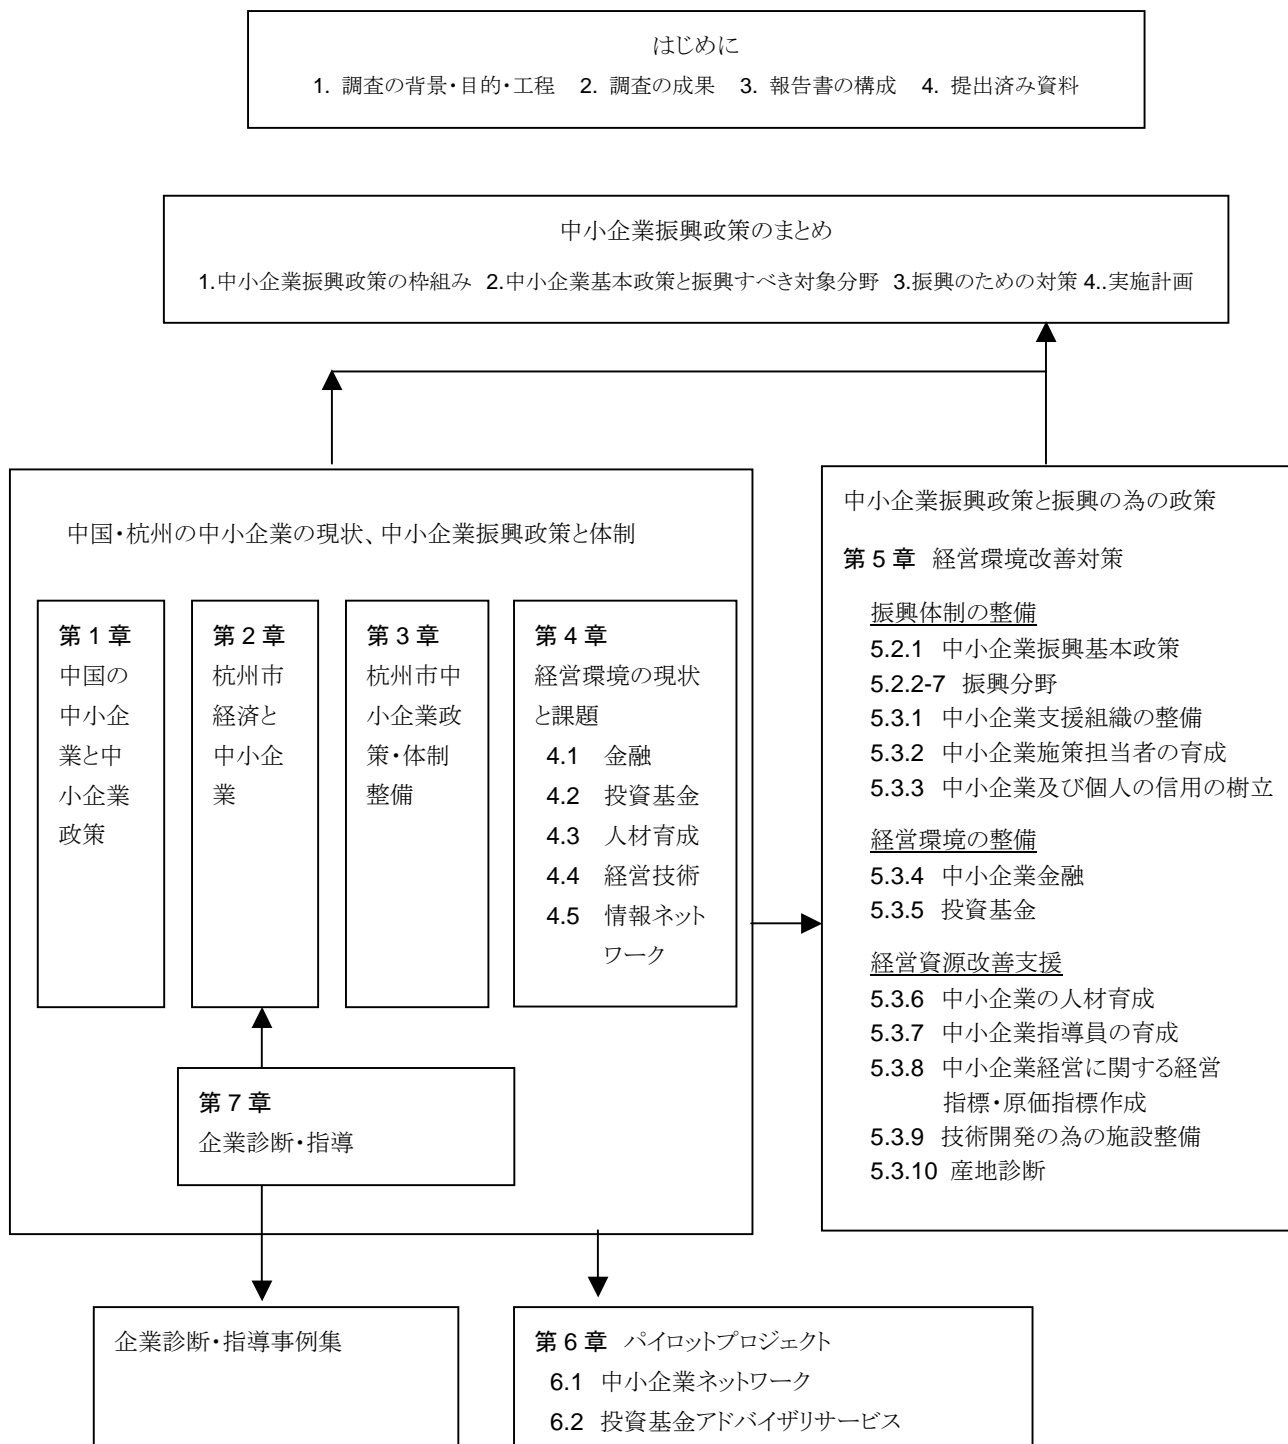 はじめに
1. 調査の背景・目的・工程 2. 調査の成果 3. 報告書の構成 4. 提出済み資料
中小企業振興政策のまとめ
1.中小企業振興政策の枠組み 2.中小企業基本政策と振興すべき対象分野 3.振興のための対策 4..実施計画
中国・杭州の中小企業の現状、中小企業振興政策と体制
第 1 章
中国の
中小企
業と中
小企業
政策
第 2 章
杭州市
経済と
中小企
業
第 3 章
杭州市中
小企業政
策・体制
整備
第 4 章
経営環境の現状
と課題
4.1 金融
4.2 投資基金
4.3 人材育成
4.4 経営技術
4.5 情報ネット
ワーク
第 7 章
企業診断・指導
中小企業振興政策と振興の為の政策
第 5 章 経営環境改善対策
振興体制の整備
5.2.1 中小企業振興基本政策
5.2.2-7 振興分野
5.3.1 中小企業支援組織の整備
5.3.2 中小企業施策担当者の育成
5.3.3 中小企業及び個人の信用の樹立
経営環境の整備
5.3.4 中小企業金融
5.3.5 投資基金
経営資源改善支援
5.3.6 中小企業の人材育成
5.3.7 中小企業指導員の育成
5.3.8 中小企業経営に関する経営
指標・原価指標作成
5.3.9 技術開発の為の施設整備
5.3.10 産地診断
企業診断・指導事例集
第 6 章 パイロットプロジェクト
6.1 中小企業ネットワーク
6.2 投資基金アドバイザリサービス